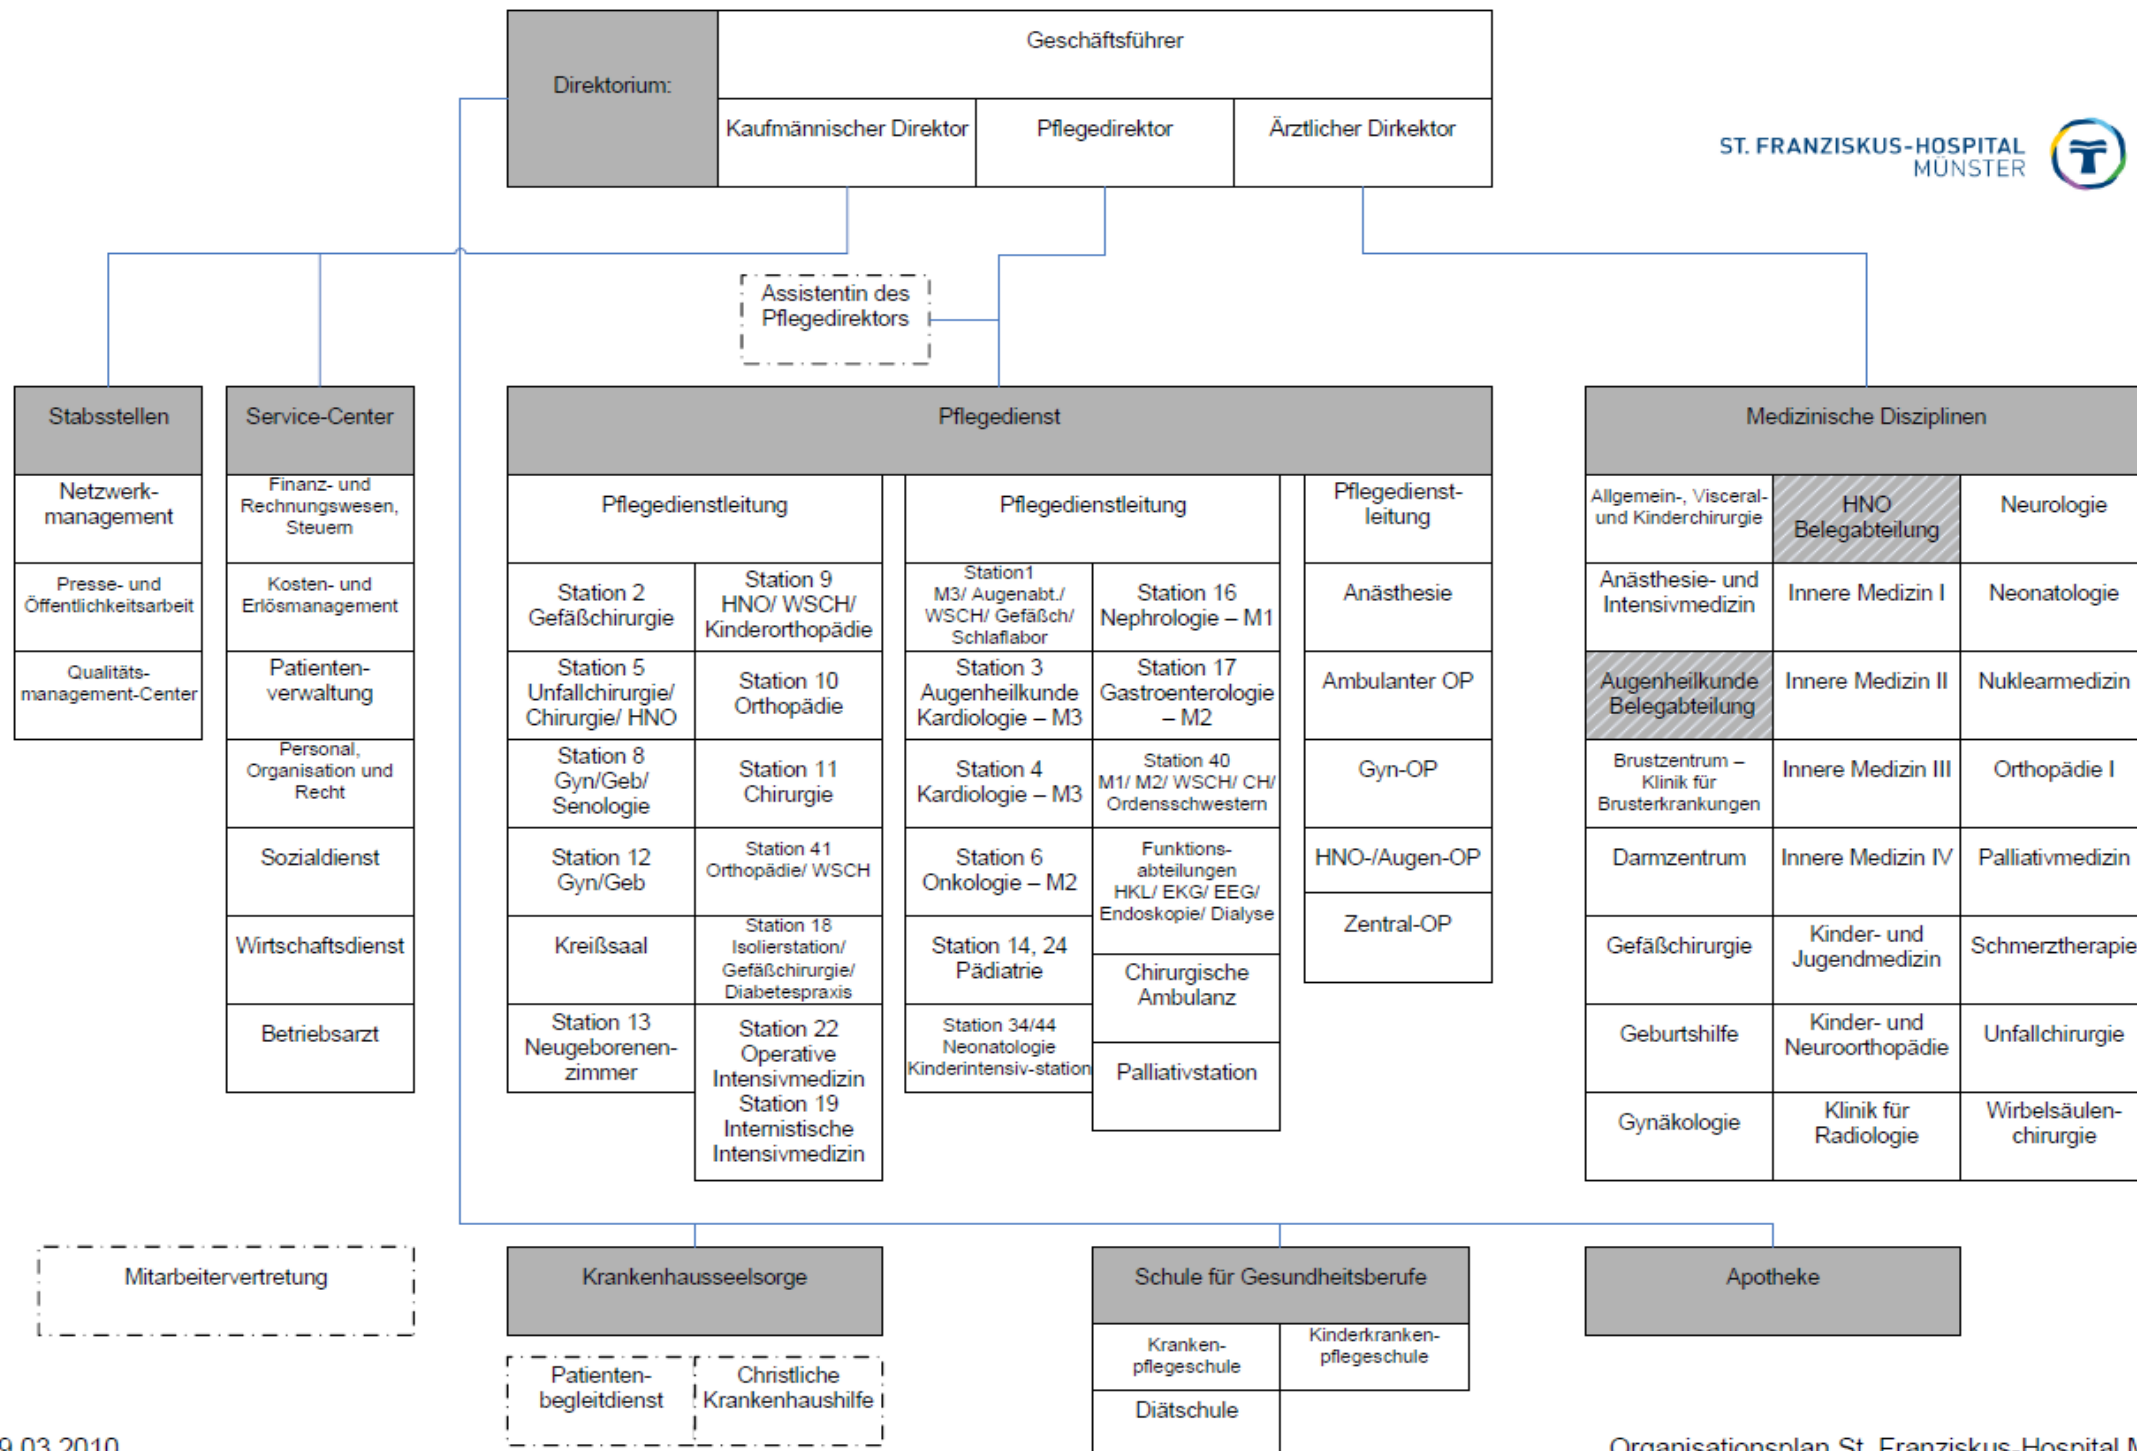 Direktorium:
Geschäftsführer
Kaufmännischer Direktor
Pflegedirektor
Ärztlicher Dirkektor
ST. FRANZISKUS-HOSPITAL
MÜNSTER
Assistentin des
Pflegedirektors
Stabsstellen
Netzwerk-
management
Presse- und
Öffentlichkeitsarbeit
Qualitäts-
management-Center
Service-Center
Finanz- und
Rechnungswesen,
Steuern
Kosten- und
Erlösmanagement
Patienten-
verwaltung
Personal,
Organisation und
Recht
Sozialdienst
Wirtschaftsdienst
Betriebsarzt
Pflegedienst
Pflegedienstleitung
Station 2
Gefäßchirurgie
Station 5
Unfallchirurgie/
Chirurgie/ HNO
Station 8
Gyn/Geb/
Senologie
Station 12
Gyn/Geb
Kreißsaal
Station 13
Neugeborenen-
zimmer
Station 9
HNO/ WSCH/
Kinderorthopädie
Station 10
Orthopädie
Station 11
Chirurgie
Station 41
Orthopädie/ WSCH
Station 18
Isolierstation/
Gefäßchirurgie/
Diabetespraxis
Station 22
Operative
Intensivmedizin
Station 19
Internistische
Intensivmedizin
Pflegedienstleitung
Station1
M3/ Augenabt./
WSCH/ Gefäßch/
Schlaflabor
Station 3
Augenheilkunde
Kardiologie – M3
Station 4
Kardiologie – M3
Station 6
Onkologie – M2
Station 14, 24
Pädiatrie
Station 34/44
Neonatologie
Kinderintensiv-station
Station 16
Nephrologie – M1
Station 17
Gastroenterologie
– M2
Station 40
M1/ M2/ WSCH/ CH/
Ordensschwestern
Funktions-
abteilungen
HKL/ EKG/ EEG/
Endoskopie/ Dialyse
Chirurgische
Ambulanz
Palliativstation
Pflegedienst-
leitung
Anästhesie
Ambulanter OP
Gyn-OP
HNO-/Augen-OP
Zentral-OP
Medizinische Disziplinen
Allgemein-, Visceral-
und Kinderchirurgie
Anästhesie- und
Intensivmedizin
Augenheilkunde
Belegabteilung
Brustzentrum –
Klinik für
Brusterkrankungen
Darmzentrum
Gefäßchirurgie
Geburtshilfe
Gynäkologie
HNO
Belegabteilung
Innere Medizin I
Innere Medizin II
Innere Medizin III
Innere Medizin IV
Kinder- und
Jugendmedizin
Kinder- und
Neuroorthopädie
Klinik für
Radiologie
Neurologie
Neonatologie
Nuklearmedizin
Orthopädie I
Palliativmedizin
Schmerztherapie
Unfallchirurgie
Wirbelsäulen-
chirurgie
Mitarbeitervertretung
Krankenhausseelsorge
Patienten-
begleitdienst
Christliche
Krankenhaushilfe
Schule für Gesundheitsberufe
Kranken-
pflegeschule
Kinderkranken-
pflegeschule
Diätschule
Apotheke
9.03.2010
Organisationsplan St. Franziskus-Hospital M